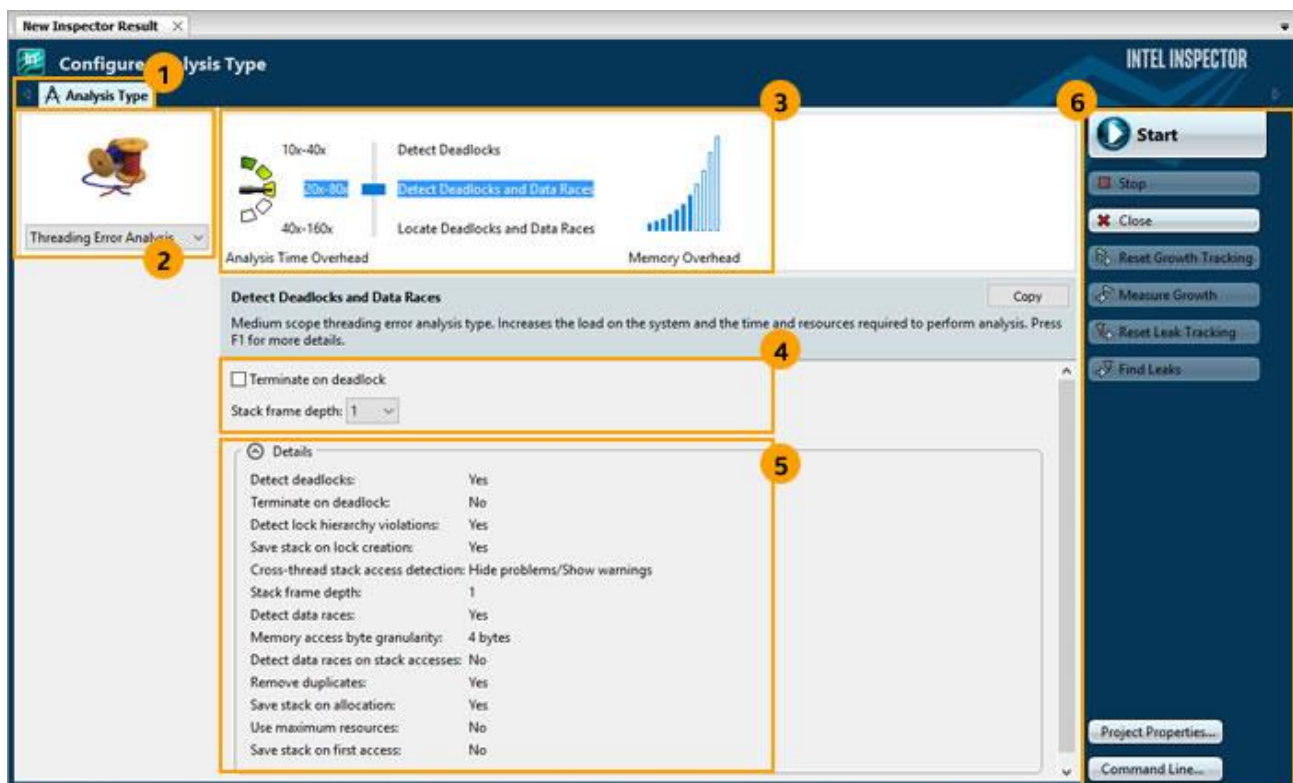 New Inspector Result
Configure lysis Type
INTEL INSPECTOR
1
Analysis Type
3
6
10x-40x Detect Deadlocks
20x-80x Detect Deadlocks and Data Races
40x-160x Locate Deadlocks and Data Races
Analysis Time Overhead Memory Overhead
Threading Error Analysis
2
Start
Stop
Close
Reset Growth Tracking
Measure Growth
Reset Leak Tracking
Find Leaks
Detect Deadlocks and Data Races
Copy
Medium scope threading error analysis type. Increases the load on the system and the time and resources required to perform analysis. Press
F1 for more details.
4
Terminate on deadlock
Stack frame depth: 1
5
Details
Detect deadlocks: Yes
Terminate on deadlock: No
Detect lock hierarchy violations: Yes
Save stack on lock creation: Yes
Cross-thread stack access detection: Hide problems/Show warnings
Stack frame depth: 1
Detect data races: Yes
Memory access byte granularity: 4 bytes
Detect data races on stack accesses: No
Remove duplicates: Yes
Save stack on allocation: Yes
Use maximum resources: No
Save stack on first access: No
Project Properties...
Command Line...